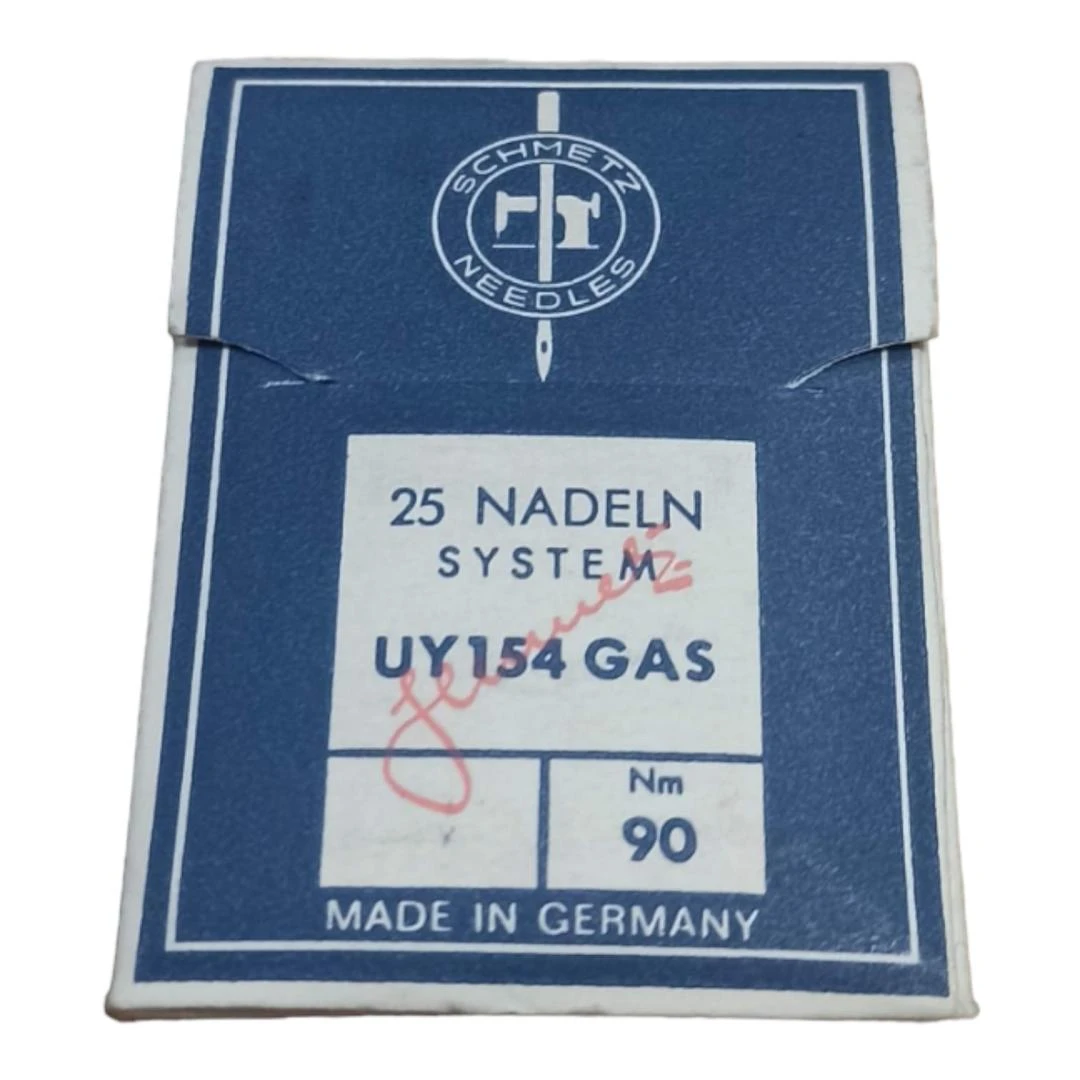 SCHMETZ
NEEDLES
25 NADELN
SYSTEM
UY 154 GAS
Nm
90
MADE IN GERMANY